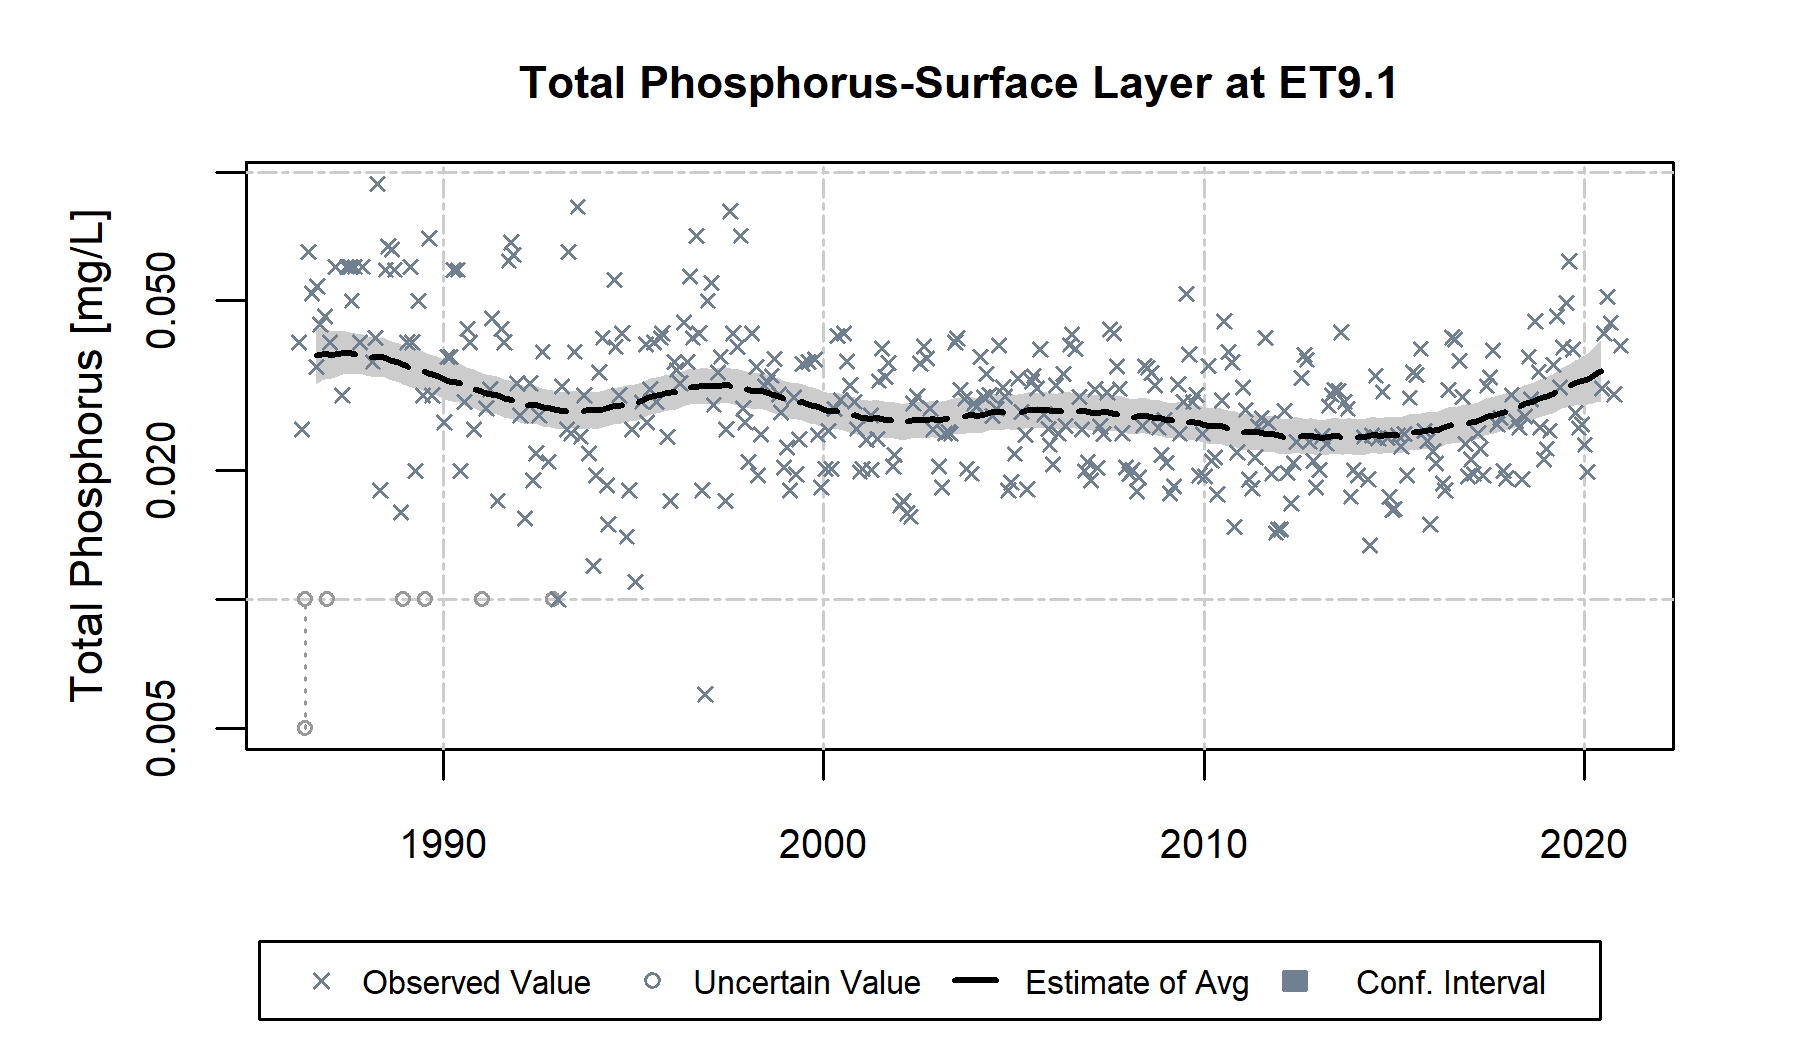 Total Phosphorus-Surface Layer at ET9.1
Total Phosphorus [mg/L]
0.050
0.020
0.005
1990 2000 2010 2020
Observed Value Uncertain Value Estimate of Avg Conf. Interval